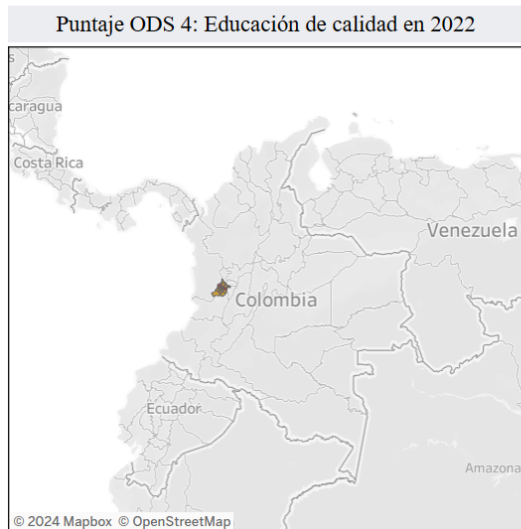 Puntaje ODS 4: Educación de calidad en 2022
caragua
Costa Rica
Venezuela
Colombia
Ecuador
Amazona
© 2024 Mapbox © OpenStreetMap